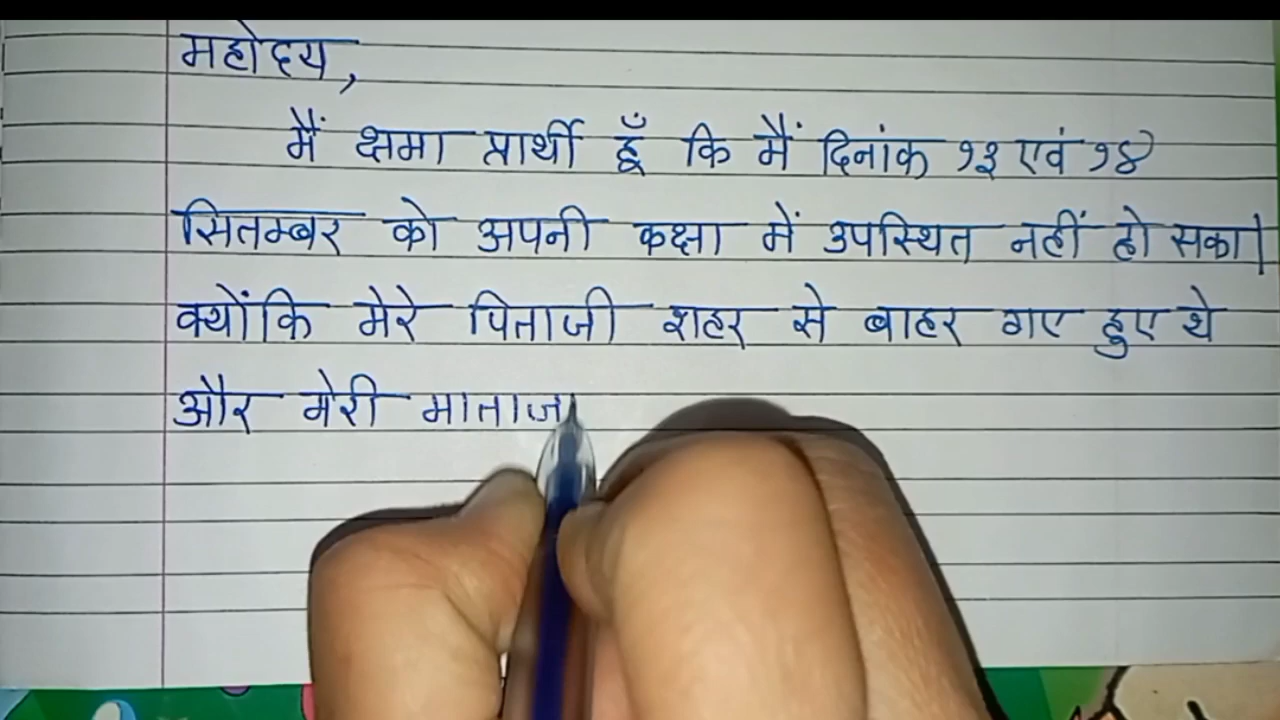 महोदय,
मैं क्षमा प्रार्थी हूँ कि मैं दिनांक १३ एवं १४
सितम्बर को अपनी कक्षा में उपस्थित नहीं हो सका।
क्योंकि मेरे पिताजी शहर से बाहर गए हुए थे
और मेरी माताज